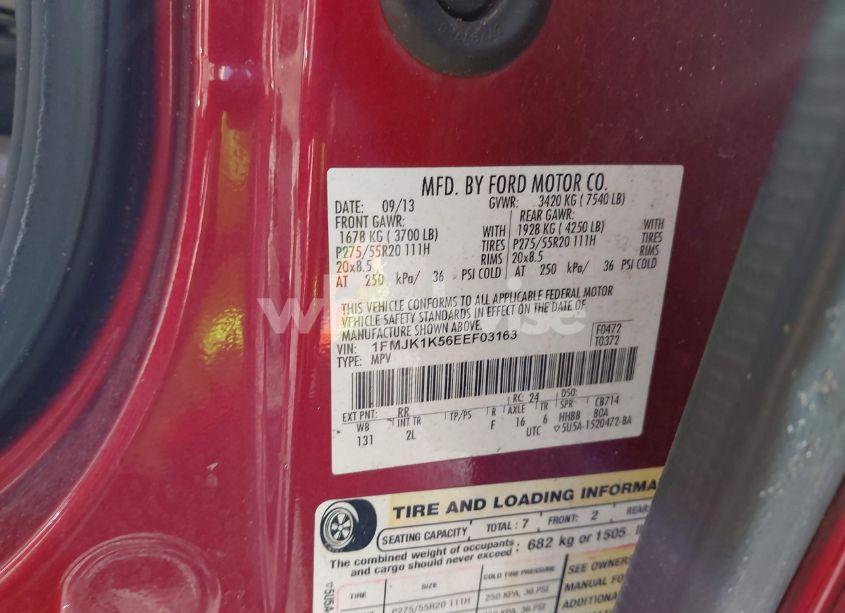 MFD. BY FORD MOTOR CO.
DATE: 09/13 GVWR: 3420 KG (7540 LB)
FRONT GAWR: REAR GAWR:
1678 KG (3700 LB) WITH 1928 KG (4250 LB) WITH
P275/55R20 111H TIRES P275/55R20 111H TIRES
20x8.5 RIMS 20x8.5 RIMS
AT 250 kPa/ 36 PSI COLD AT 250 kPa/ 36 PSI COLD
THIS VEHICLE CONFORMS TO ALL APPLICABLE FEDERAL MOTOR
VEHICLE SAFETY STANDARDS IN EFFECT ON THE DATE OF
MANUFACTURE SHOWN ABOVE.
VIN: 1FMJK1K56EEF03163 F0472
TYPE: MPV T0372
EXT PNT: RR RC: 24 DSO:
WB INT TR TP/PS R AXLE TR SPR CB714
131 2L F 16 6 HHBB BOA
UTC ▽5U5A-1520472-BA
TIRE AND LOADING INFORMA
SEATING CAPACITY TOTAL: 7 FRONT: 2 REAR:
The combined weight of occupants and cargo should never exceed: 682 kg or 1505
TIRE SIZE COLD TIRE PRESSURE SEE OWNERS
MANUAL FO
P275/55R20 111H 250 KPA, 36 PSI ADDITIONA